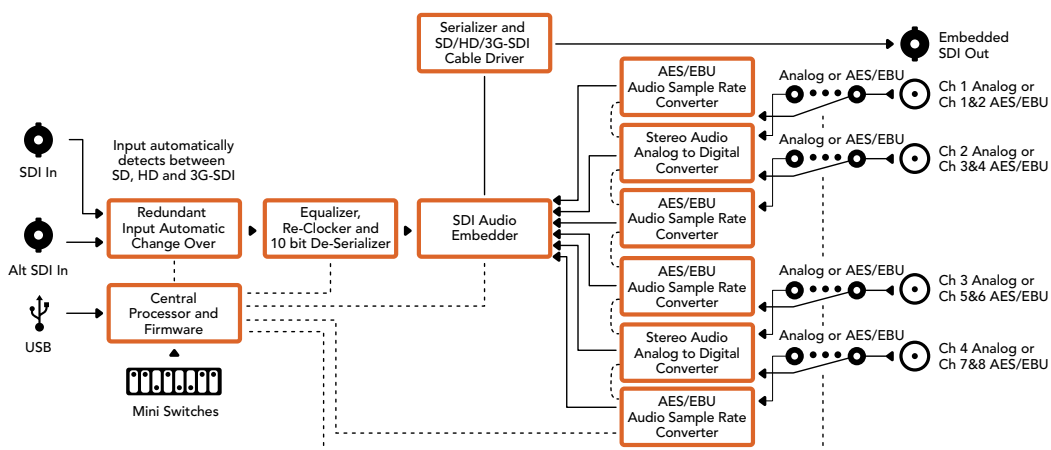 Serializer and
SD/HD/3G-SDI
Cable Driver
Embedded
SDI Out
AES/EBU
Audio Sample Rate
Converter
Analog or AES/EBU
Ch 1 Analog or
Ch 1&2 AES/EBU
SDI In
Input automatically
detects between
SD, HD and 3G-SDI
Stereo Audio
Analog to Digital
Converter
Analog or AES/EBU
Ch 2 Analog or
Ch 3&4 AES/EBU
Alt SDI In
Redundant
Input Automatic
Change Over
Equalizer,
Re-Clocker and
10 bit De-Serializer
SDI Audio
Embedder
AES/EBU
Audio Sample Rate
Converter
USB
Central
Processor and
Firmware
AES/EBU
Audio Sample Rate
Converter
Analog or AES/EBU
Ch 3 Analog or
Ch 5&6 AES/EBU
Mini Switches
Stereo Audio
Analog to Digital
Converter
Analog or AES/EBU
Ch 4 Analog or
Ch 7&8 AES/EBU
AES/EBU
Audio Sample Rate
Converter